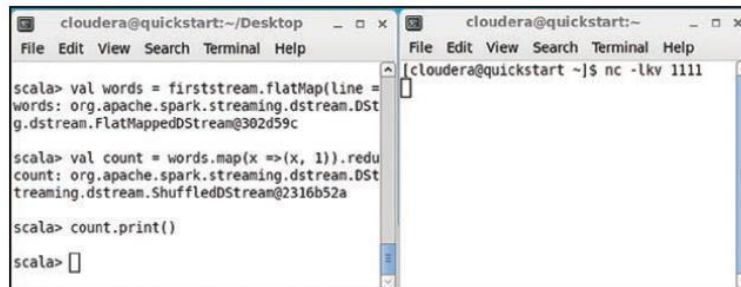 cloudera@quickstart:~/Desktop
File Edit View Search Terminal Help
scala> val words = firststream.flatMap(line =
words: org.apache.spark.streaming.dstream.DSt
g.dstream.FlatMappedDStream@302d59c
scala> val count = words.map(x =>(x, 1)).redu
count: org.apache.spark.streaming.dstream.DSt
treaming.dstream.ShuffledDStream@2316b52a
scala> count.print()
scala>
cloudera@quickstart:~
File Edit View Search Terminal Help
[cloudera@quickstart ~]$ nc -lkv 1111